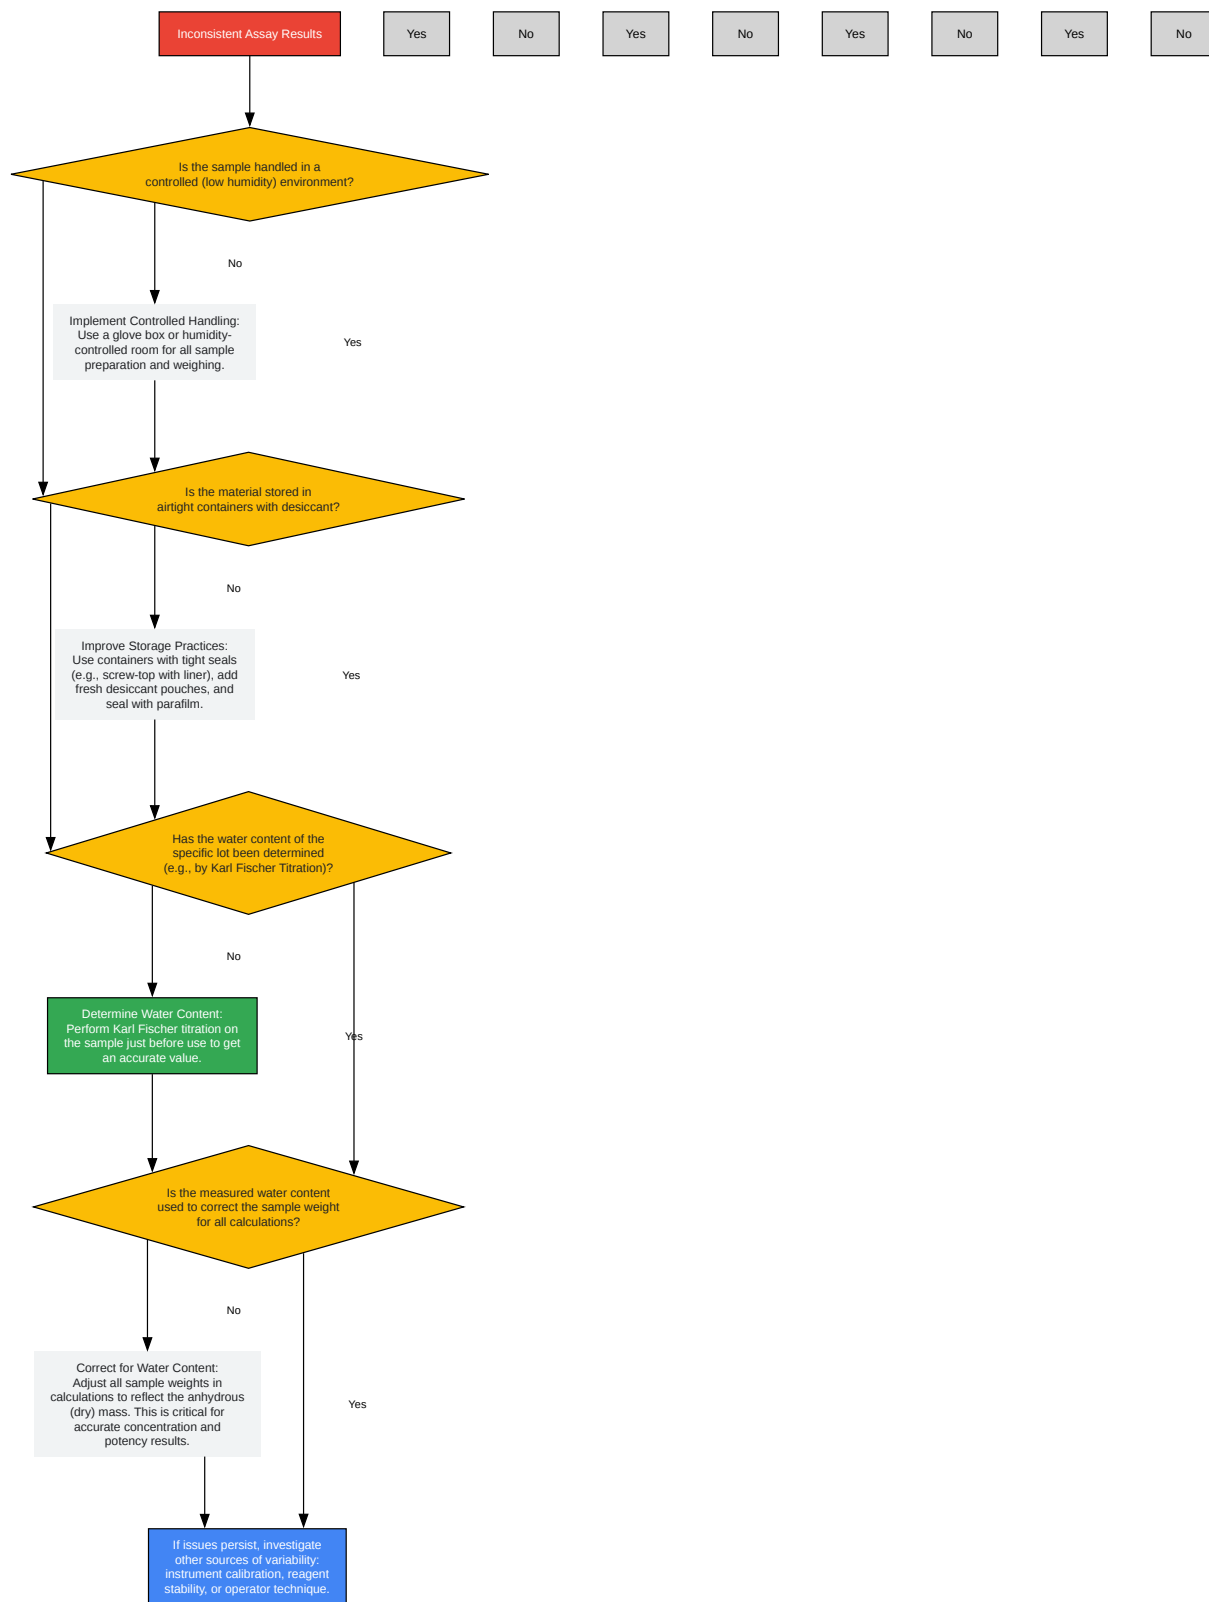 Inconsistent Assay Results
Yes
No
Yes
No
Yes
No
Yes
No
Is the sample handled in a
controlled (low humidity) environment?
No
Implement Controlled Handling:
Use a glove box or humidity-
controlled room for all sample
preparation and weighing.
Yes
Is the material stored in
airtight containers with desiccant?
No
Improve Storage Practices:
Use containers with tight seals
(e.g., screw-top with liner), add
fresh desiccant pouches, and
seal with parafilm.
Yes
Has the water content of the
specific lot been determined
(e.g., by Karl Fischer Titration)?
No
Determine Water Content:
Perform Karl Fischer titration on
the sample just before use to get
an accurate value.
Yes
Is the measured water content
used to correct the sample weight
for all calculations?
No
Correct for Water Content:
Adjust all sample weights in
calculations to reflect the anhydrous
(dry) mass. This is critical for
accurate concentration and
potency results.
Yes
If issues persist, investigate
other sources of variability:
instrument calibration, reagent
stability, or operator technique.